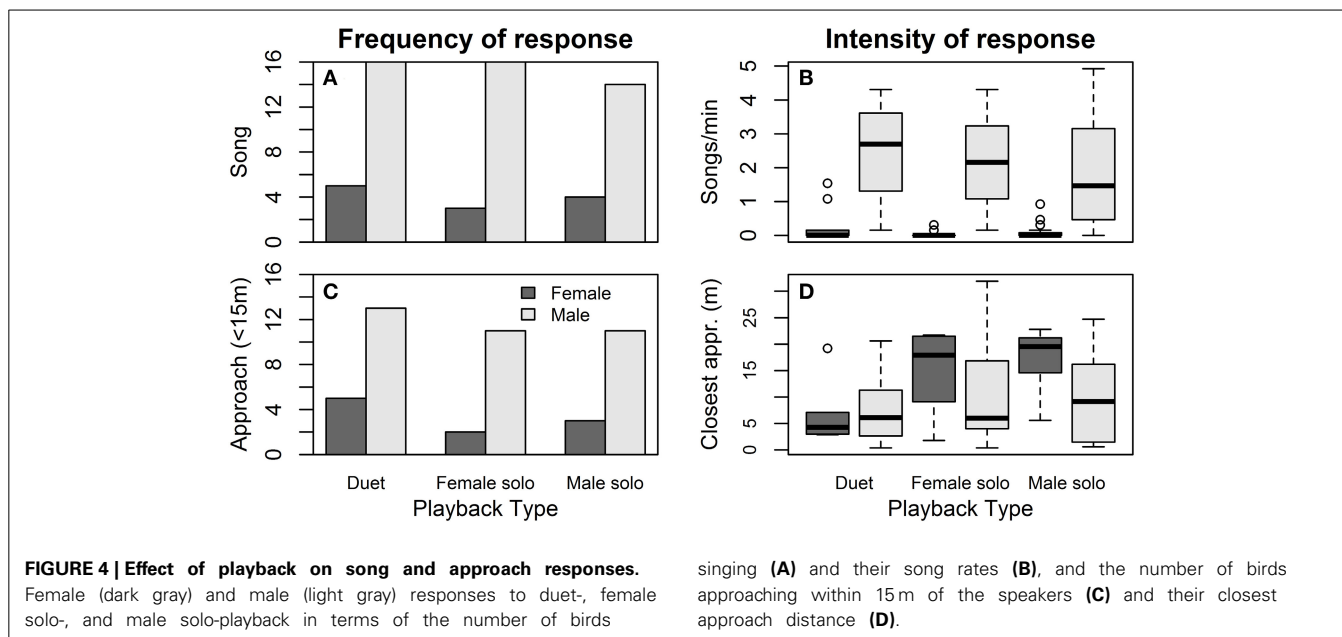 Frequency of response
Intensity of response
A
Song
0
4
8
12
16
B
Songs/min
0
1
2
3
4
5
C
Approach (<15m)
0
4
8
12
16
Female
Male
D
Closest appr. (m)
0
5
15
25
Duet
Female solo
Male solo
Playback Type
Duet
Female solo
Male solo
Playback Type
FIGURE 4 | Effect of playback on song and approach responses.
Female (dark gray) and male (light gray) responses to duet-, female
solo-, and male solo-playback in terms of the number of birds
singing (A) and their song rates (B), and the number of birds
approaching within 15 m of the speakers (C) and their closest
approach distance (D).